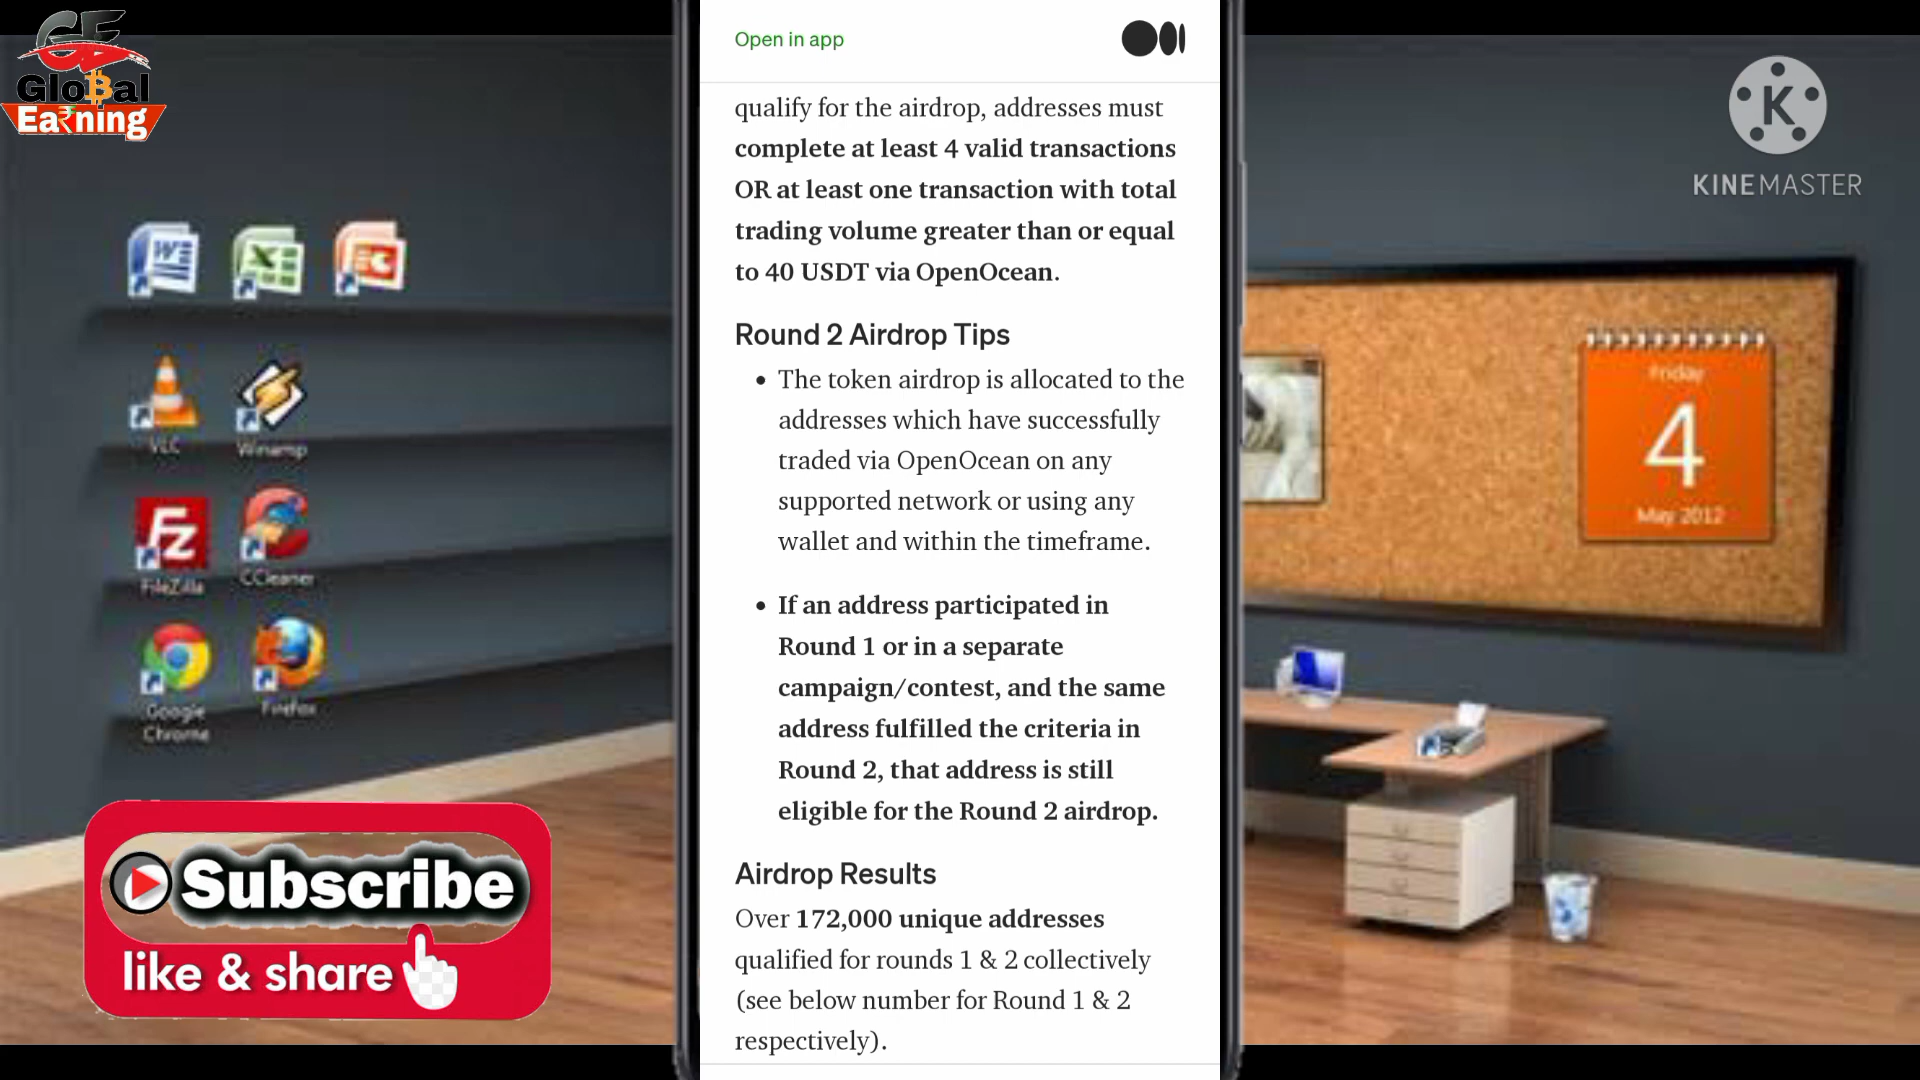 GE
Global
Earning
W
X
VLC
Winamp
Fz
FileZilla
CCleaner
Google
Chrome
Firefox
Subscribe
like & share
Open in app
qualify for the airdrop, addresses must
complete at least 4 valid transactions
OR at least one transaction with total
trading volume greater than or equal
to 40 USDT via OpenOcean.
Round 2 Airdrop Tips
• The token airdrop is allocated to the
addresses which have successfully
traded via OpenOcean on any
supported network or using any
wallet and within the timeframe.
• If an address participated in
Round 1 or in a separate
campaign/contest, and the same
address fulfilled the criteria in
Round 2, that address is still
eligible for the Round 2 airdrop.
Airdrop Results
Over 172,000 unique addresses
qualified for rounds 1 & 2 collectively
(see below number for Round 1 & 2
respectively).
K
KINEMASTER
Friday
4
May 2012